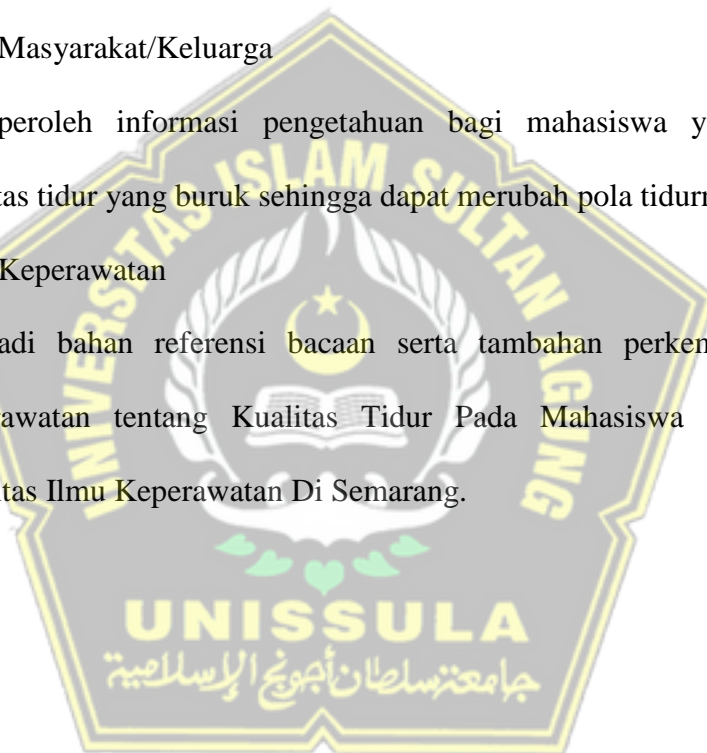 Masyarakat/Keluarga
peroleh informasi pengetahuan bagi mahasiswa y
tas tidur yang buruk sehingga dapat merubah pola tidurn
Keperawatan
adi bahan referensi bacaan serta tambahan perken
rawatan tentang Kualitas Tidur Pada Mahasiswa
tas Ilmu Keperawatan Di Semarang.
UNIVERSITAS ISLAM SULTAN AGUNG
UNISSULA
جامعة سلطان أجونج الإسلامية